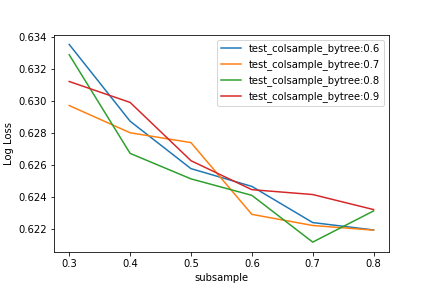 0.634
0.632
0.630
0.628
0.626
0.624
0.622
Log Loss
test_colsample_bytree:0.6
test_colsample_bytree:0.7
test_colsample_bytree:0.8
test_colsample_bytree:0.9
0.3 0.4 0.5 0.6 0.7 0.8
subsample